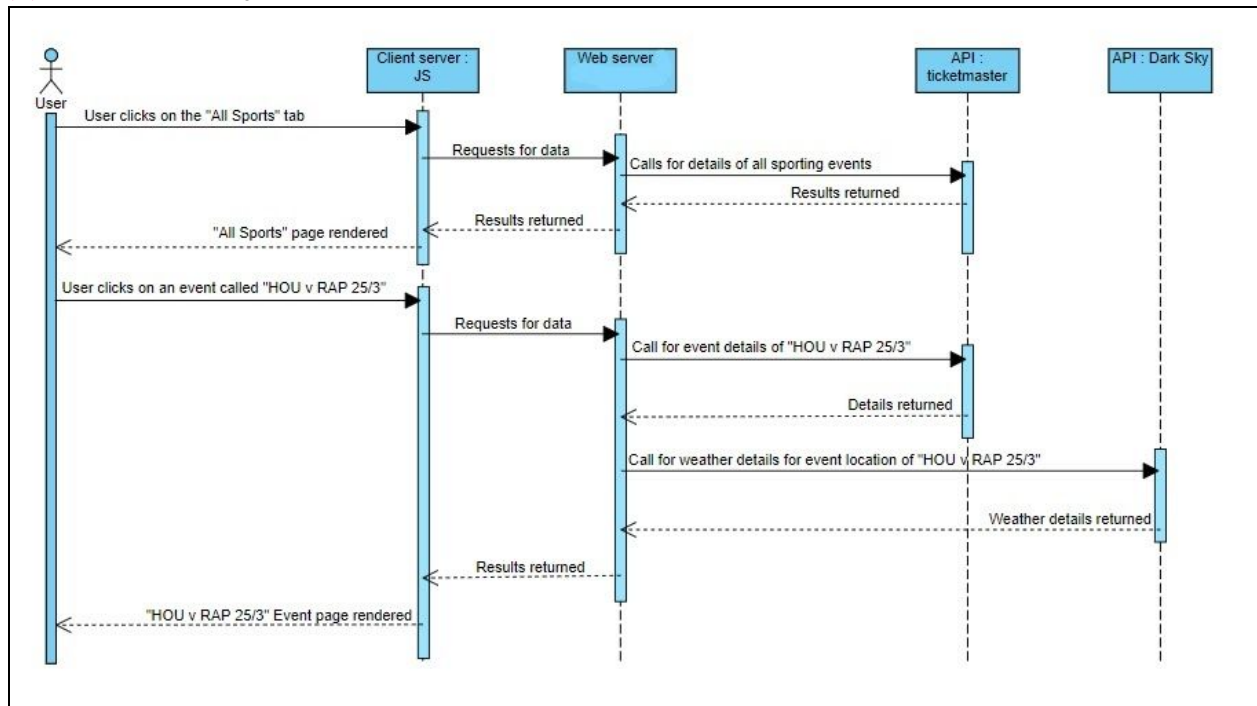 Client server :
JS
Web server
API :
ticketmaster
API : Dark Sky
User
User clicks on the "All Sports" tab
Requests for data
Calls for details of all sporting events
Results returned
Results returned
"All Sports" page rendered
User clicks on an event called "HOU v RAP 25/3"
Requests for data
Call for event details of "HOU v RAP 25/3"
Details returned
Call for weather details for event location of "HOU v RAP 25/3"
Weather details returned
Results returned
"HOU v RAP 25/3" Event page rendered